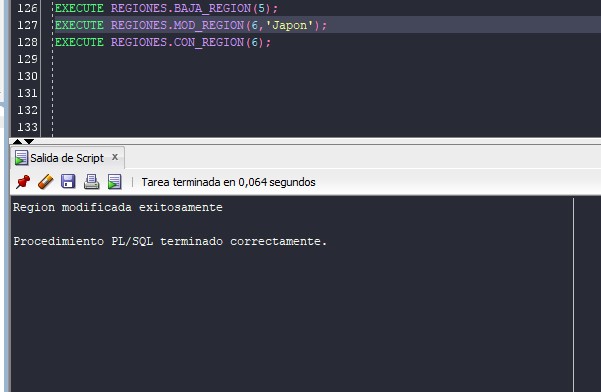 126 EXECUTE REGIONES.BAJA_REGION(5);
127 EXECUTE REGIONES.MOD_REGION(6,'Japon');
128 EXECUTE REGIONES.CON_REGION(6);
129
130
131
132
133
Salida de Script x
Tarea terminada en 0,064 segundos
Region modificada exitosamente
Procedimiento PL/SQL terminado correctamente.